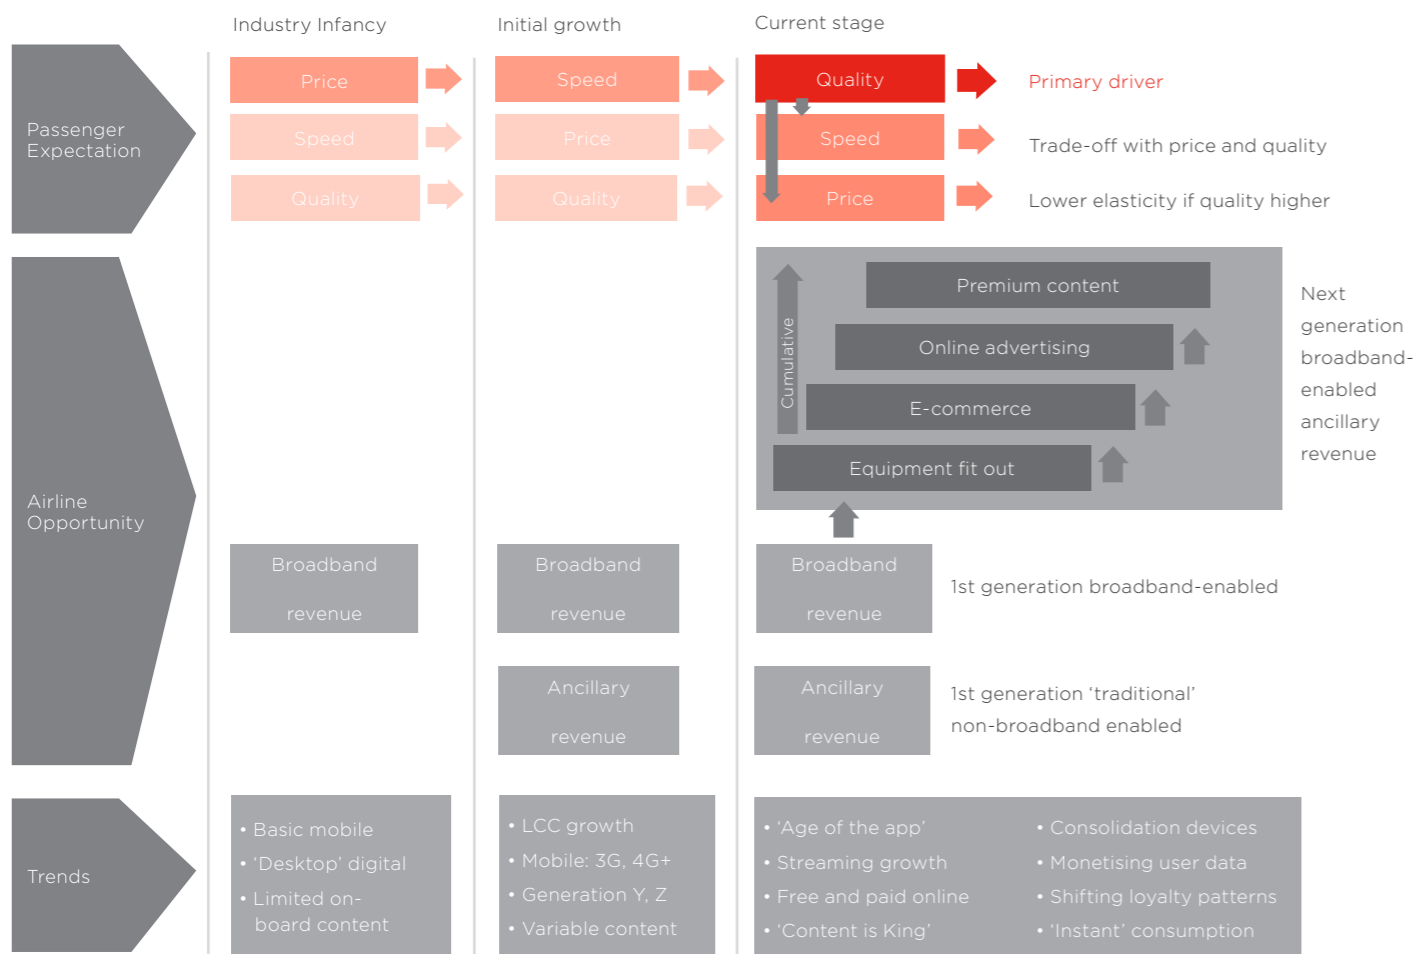 Industry Infancy
Initial growth
Current stage
Passenger
Expectation
Price
Speed
Quality
Primary driver
Speed
Price
Speed
Trade-off with price and quality
Quality
Quality
Price
Lower elasticity if quality higher
Airline
Opportunity
Cumulative
Premium content
Online advertising
E-commerce
Equipment fit out
Next
generation
broadband-
enabled
ancillary
revenue
Broadband
revenue
Broadband
revenue
Broadband
revenue
1st generation broadband-enabled
Ancillary
revenue
Ancillary
revenue
1st generation ‘traditional’
non-broadband enabled
Trends
• Basic mobile
• ‘Desktop’ digital
• Limited on-
board content
• LCC growth
• Mobile: 3G, 4G+
• Generation Y, Z
• Variable content
• ‘Age of the app’
• Streaming growth
• Free and paid online
• ‘Content is King’
• Consolidation devices
• Monetising user data
• Shifting loyalty patterns
• ‘Instant’ consumption